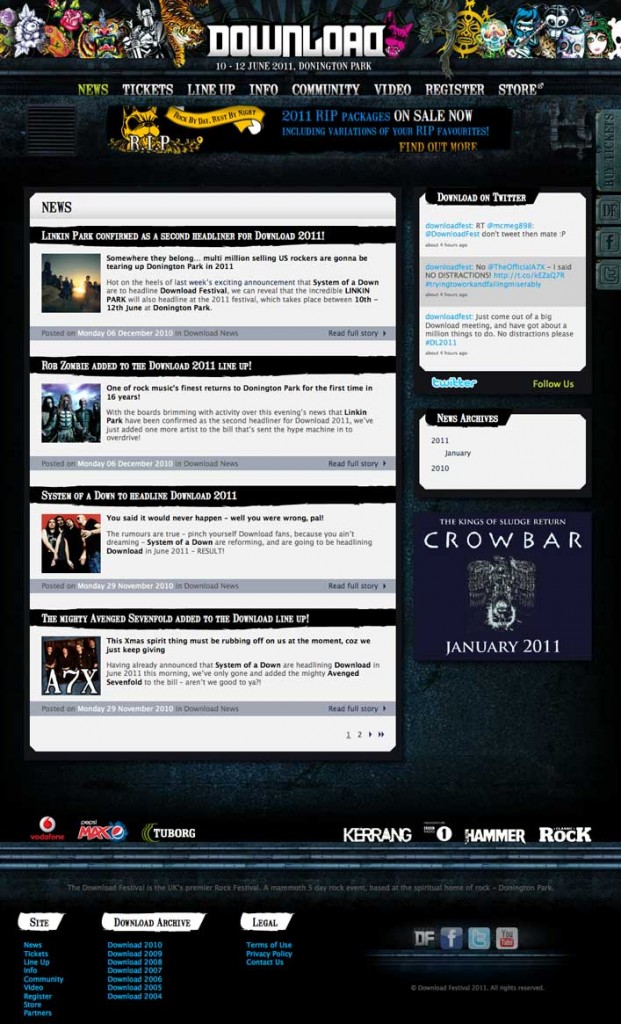 DOWNLOAD
10 - 12 JUNE 2011, DONINGTON PARK
NEWS TICKETS LINE UP INFO COMMUNITY VIDEO REGISTER STORE
ROCK BY DAY, REST BY NIGHT
R.I.P
2011 RIP PACKAGES ON SALE NOW
INCLUDING VARIATIONS OF YOUR RIP FAVOURITES!
FIND OUT MORE
BUY TICKETS
DF
NEWS
LINKIN PARK CONFIRMED AS A SECOND HEADLINER FOR DOWNLOAD 2011!
Somewhere they belong... multi million selling US rockers are gonna be
tearing up Donington Park in 2011
Hot on the heels of last week's exciting announcement that System of a Down
are to headline Download Festival, we can reveal that the incredible LINKIN
PARK will also headline at the 2011 festival, which takes place between 10th -
12th June at Donington Park.
Posted on Monday 06 December 2010 in Download News
Read full story
ROB ZOMBIE ADDED TO THE DOWNLOAD 2011 LINE UP!
One of rock music's finest returns to Donington Park for the first time in
16 years!
With the boards brimming with activity over this evening's news that Linkin
Park have been confirmed as the second headliner for Download 2011, we've
just added one more artist to the bill that's sent the hype machine in to
overdrive!
Posted on Monday 06 December 2010 in Download News
Read full story
SYSTEM OF A DOWN TO HEADLINE DOWNLOAD 2011
You said it would never happen - well you were wrong, pal!
The rumours are true - pinch yourself Download fans, because you ain't
dreaming - System of a Down are reforming, and are going to be headlining
Download in June 2011 - RESULT!
Posted on Monday 29 November 2010 in Download News
Read full story
THE MIGHTY AVENGED SEVENFOLD ADDED TO THE DOWNLOAD LINE UP!
A7X
This Xmas spirit thing must be rubbing off on us at the moment, coz we
just keep giving
Having already announced that System of a Down are headlining Download in
June 2011 this morning, we've only gone and added the mighty Avenged
Sevenfold to the bill - aren't we good to ya?!
Posted on Monday 29 November 2010 in Download News
Read full story
1 2
DOWNLOAD ON TWITTER
downloadfest: RT @mcmeg898:
@DownloadFest don't tweet then mate :P
about 4 hours ago
downloadfest: No @TheOfficialA7X - I said
NO DISTRACTIONS! http://t.co/kEZaQ7R
#tryingtoworkandfailingmiserably
about 4 hours ago
downloadfest: Just come out of a big
Download meeting, and have got about a
million things to do. No distractions please
#DL2011
about 4 hours ago
twitter
Follow Us
NEWS ARCHIVES
2011
January
2010
THE KINGS OF SLUDGE RETURN
CROWBAR
JANUARY 2011
vodafone
pepsi MAX
TUBORG
KERRANG
1
HAMMER
ROCK
The Download Festival is the UK's premier Rock Festival. A mammoth 5 day rock event, based at the spiritual home of rock - Donington Park.
SITE
News
Tickets
Line Up
Info
Community
Video
Register
Store
Partners
DOWNLOAD ARCHIVE
Download 2010
Download 2009
Download 2008
Download 2007
Download 2006
Download 2005
Download 2004
LEGAL
Terms of Use
Privacy Policy
Contact Us
DF
You Tube
© Download Festival 2011. All rights reserved.